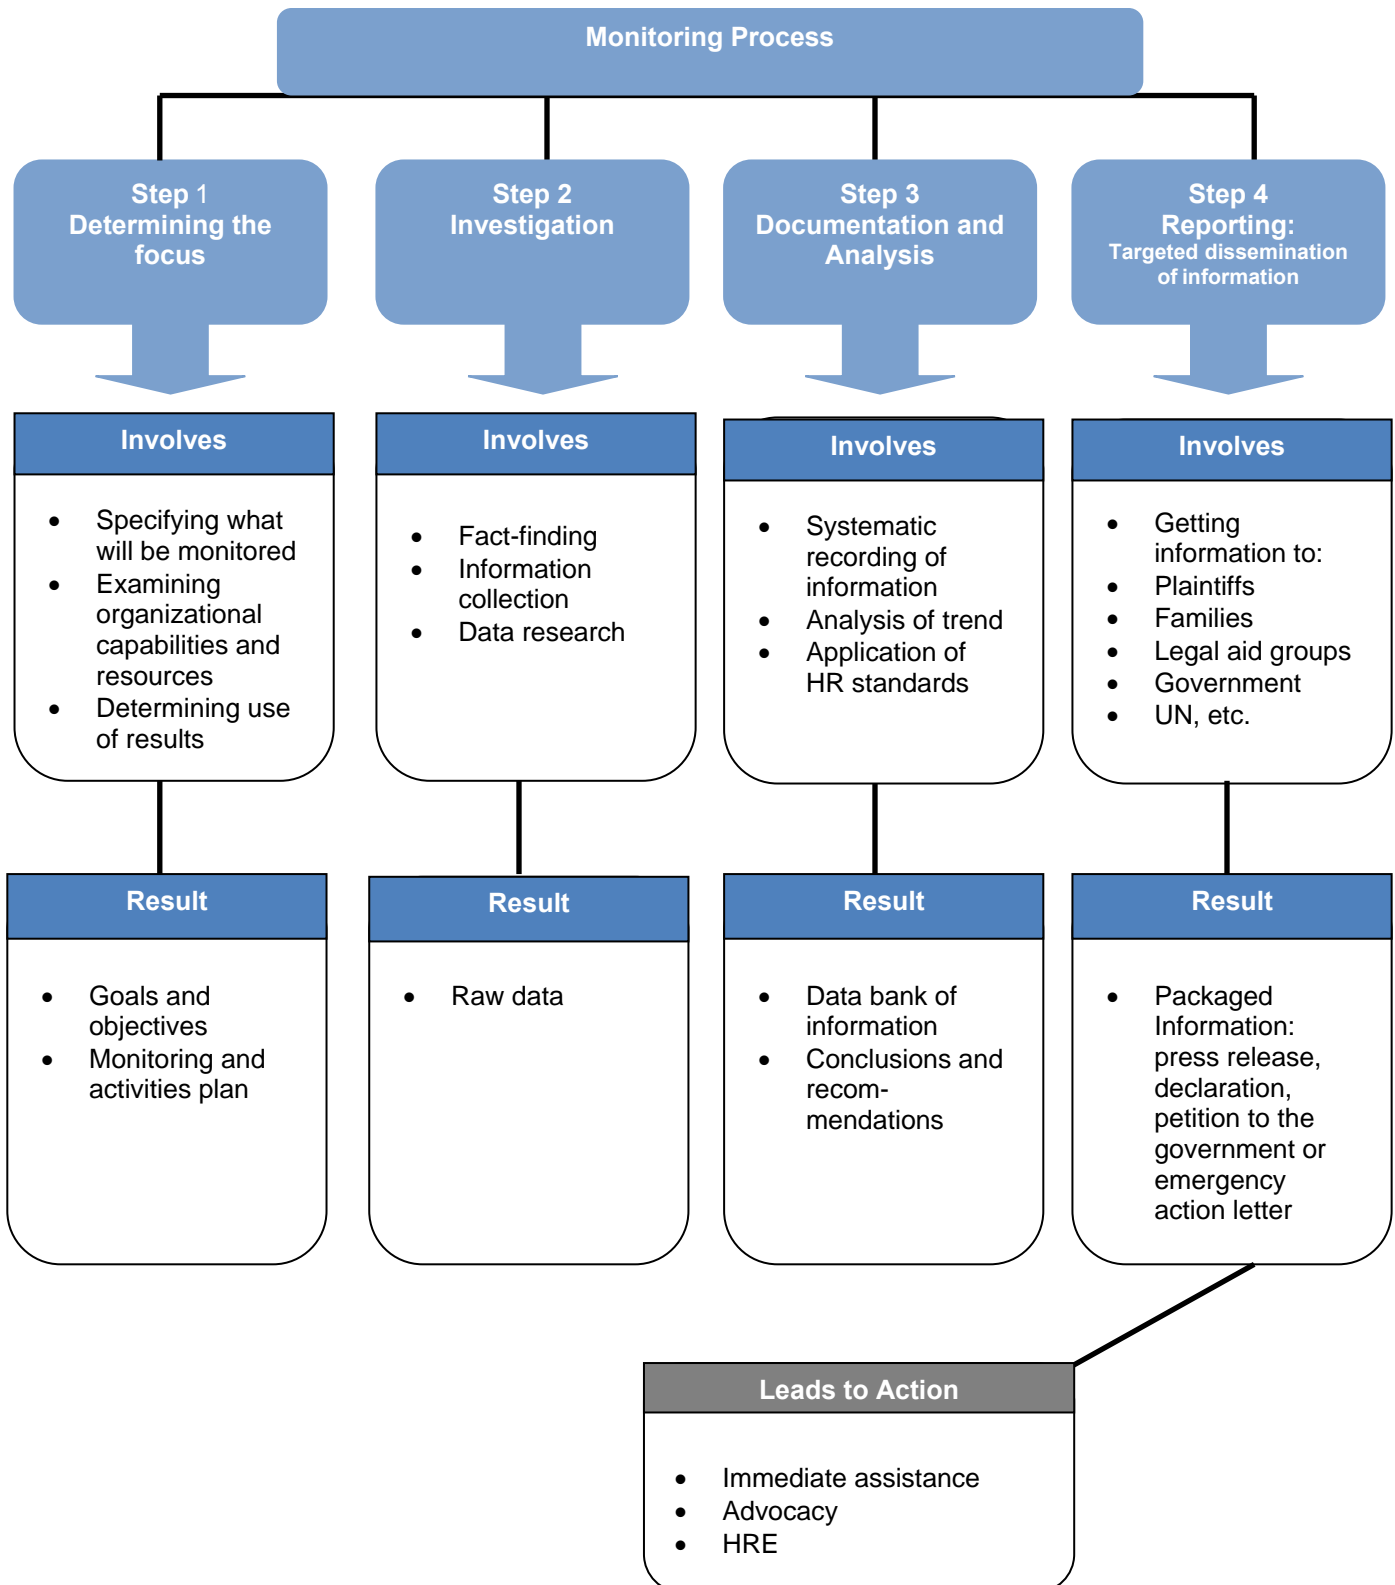 Monitoring Process
Step 1
Determining the
focus
Step 2
Investigation
Step 3
Documentation and
Analysis
Step 4
Reporting:
Targeted dissemination
of information
Involves
• Specifying what
will be monitored
• Examining
organizational
capabilities and
resources
• Determining use
of results
Involves
• Fact-finding
• Information
collection
• Data research
Involves
• Systematic
recording of
information
• Analysis of trend
• Application of
HR standards
Involves
• Getting
information to:
• Plaintiffs
• Families
• Legal aid groups
• Government
• UN, etc.
Result
• Goals and
objectives
• Monitoring and
activities plan
Result
• Raw data
Result
• Data bank of
information
• Conclusions and
recom-
mendations
Result
• Packaged
Information:
press release,
declaration,
petition to the
government or
emergency
action letter
Leads to Action
• Immediate assistance
• Advocacy
• HRE